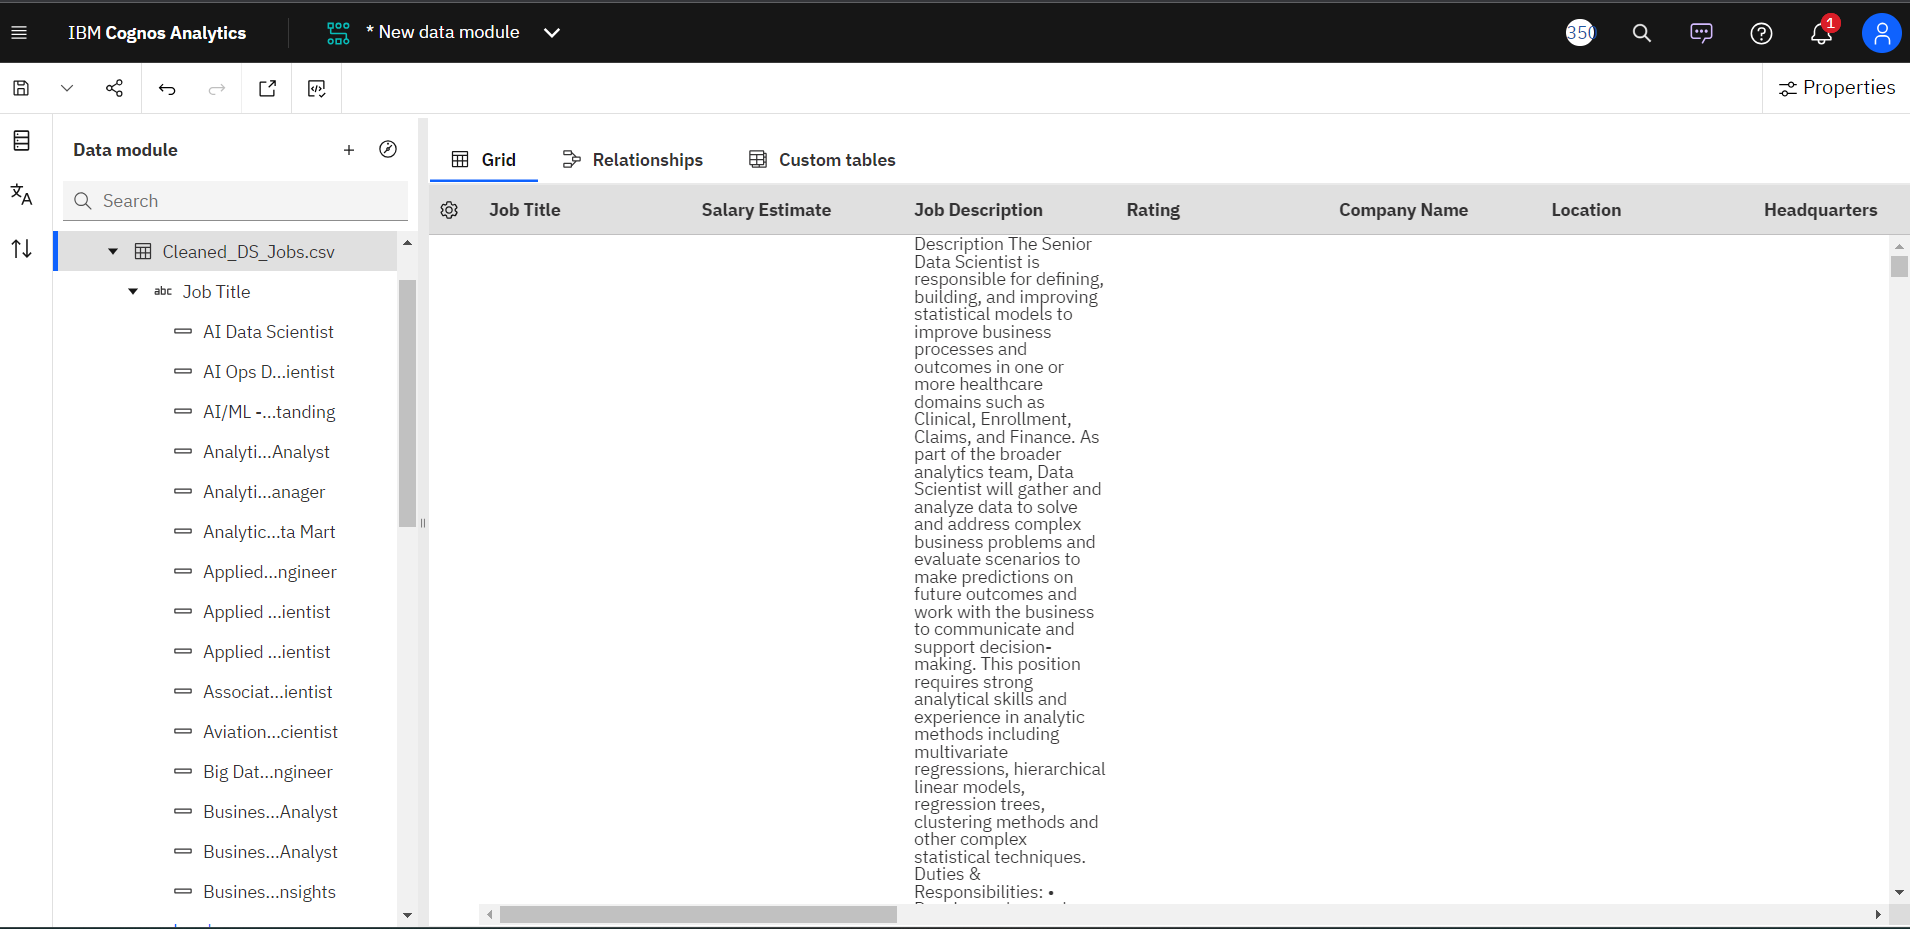 IBM Cognos Analytics
* New data module
350
1
Properties
Data module
Search
Cleaned_DS_Jobs.csv
abc Job Title
AI Data Scientist
AI Ops D...ientist
AI/ML -...tanding
Analyti...Analyst
Analyti...anager
Analytic...ta Mart
Applied...ngineer
Applied ...ientist
Applied ...ientist
Associat...ientist
Aviation...cientist
Big Dat...ngineer
Busines...Analyst
Busines...Analyst
Busines...nsights
Grid
Relationships
Custom tables
Job Title
Salary Estimate
Job Description
Rating
Company Name
Location
Headquarters
Description The Senior
Data Scientist is
responsible for defining,
building, and improving
statistical models to
improve business
processes and
outcomes in one or
more healthcare
domains such as
Clinical, Enrollment,
Claims, and Finance. As
part of the broader
analytics team, Data
Scientist will gather and
analyze data to solve
and address complex
business problems and
evaluate scenarios to
make predictions on
future outcomes and
work with the business
to communicate and
support decision-
making. This position
requires strong
analytical skills and
experience in analytic
methods including
multivariate
regressions, hierarchical
linear models,
regression trees,
clustering methods and
other complex
statistical techniques.
Duties &
Responsibilities: •